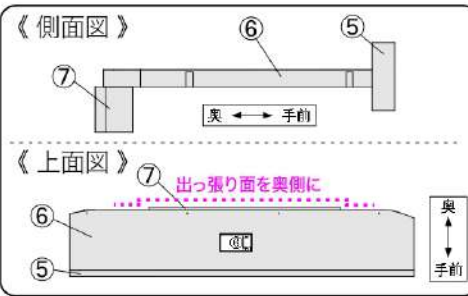 《 側面図 》
⑥
⑤
⑦
奥 ⟷ 手前
《 上面図 》
⑦
出っ張り面を奥側に
⑥
⑤
奥
手前